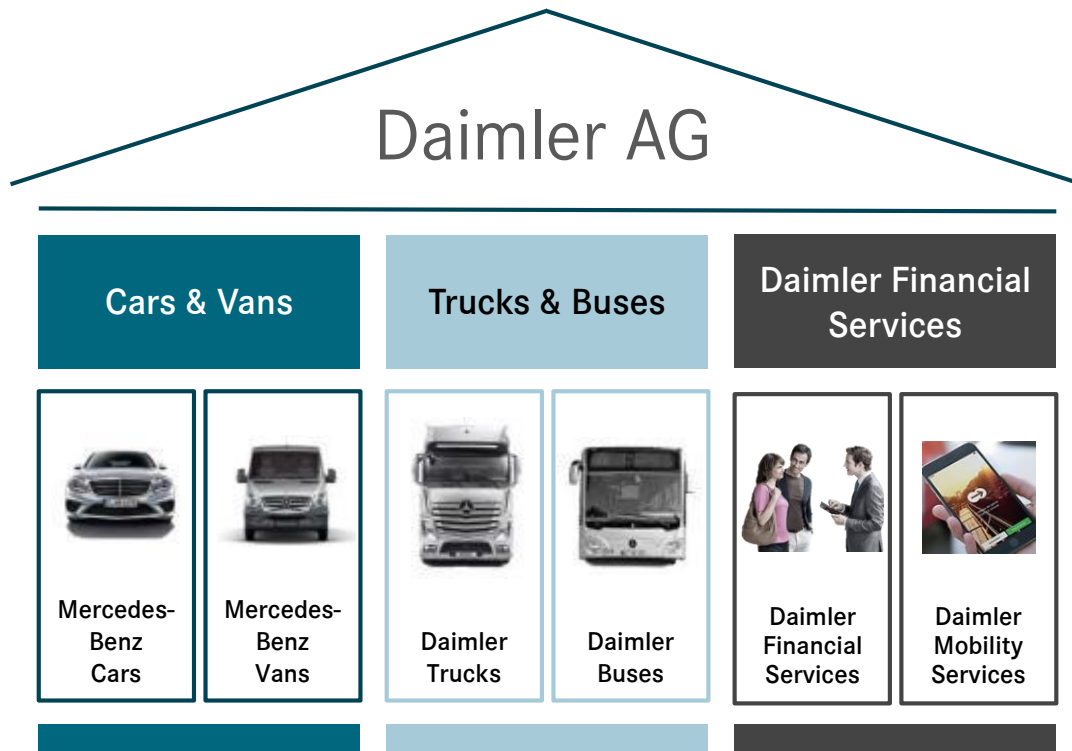 Daimler AG
Cars & Vans
Trucks & Buses
Daimler Financial
Services
Mercedes-
Benz
Cars
Mercedes-
Benz
Vans
Daimler
Trucks
Daimler
Buses
Daimler
Financial
Services
Daimler
Mobility
Services